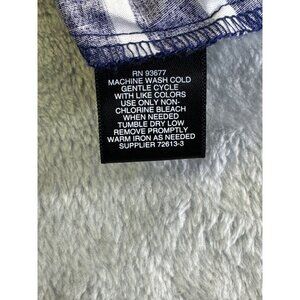 RN 93677
MACHINE WASH COLD
GENTLE CYCLE
WITH LIKE COLORS
USE ONLY NON-
CHLORINE BLEACH
WHEN NEEDED
TUMBLE DRY LOW
REMOVE PROMPTLY
WARM IRON AS NEEDED
SUPPLIER 72613-3